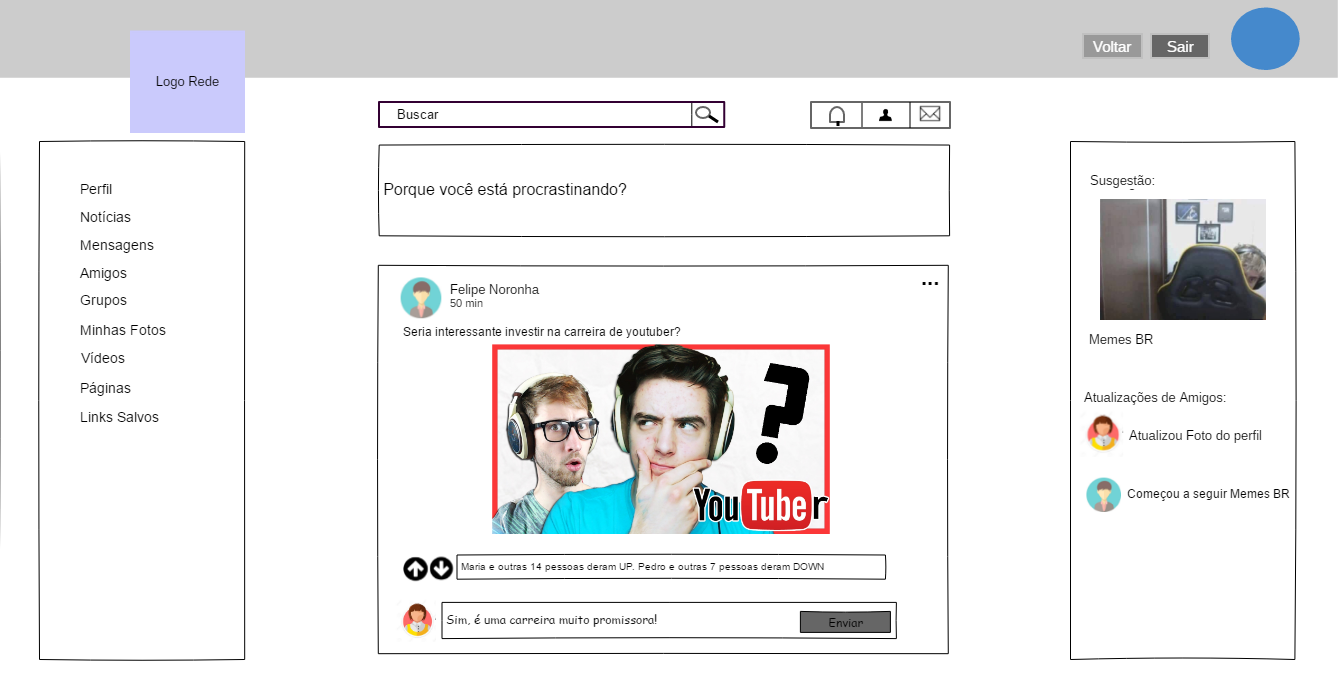 Voltar
Sair
Logo Rede
Buscar
Perfil
Notícias
Mensagens
Amigos
Grupos
Minhas Fotos
Vídeos
Páginas
Links Salvos
Porque você está procrastinando?
Felipe Noronha
50 min
...
Seria interessante investir na carreira de youtuber?
?
YouTuber
Maria e outras 14 pessoas deram UP. Pedro e outras 7 pessoas deram DOWN
Sim, é uma carreira muito promissora!
Enviar
Susgestão:
Memes BR
Atualizações de Amigos:
Atualizou Foto do perfil
Começou a seguir Memes BR